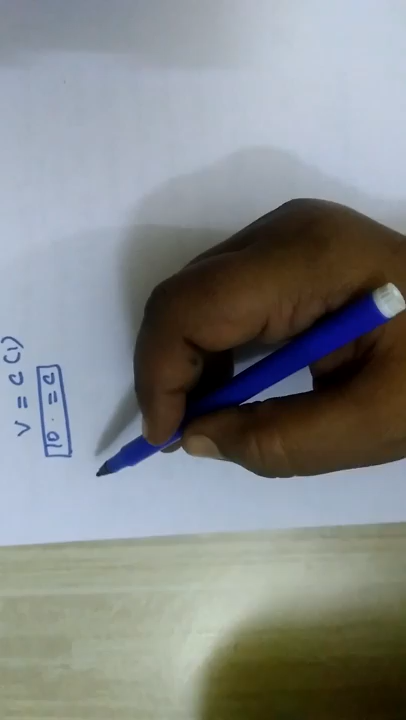 V = C (1)
10. = C